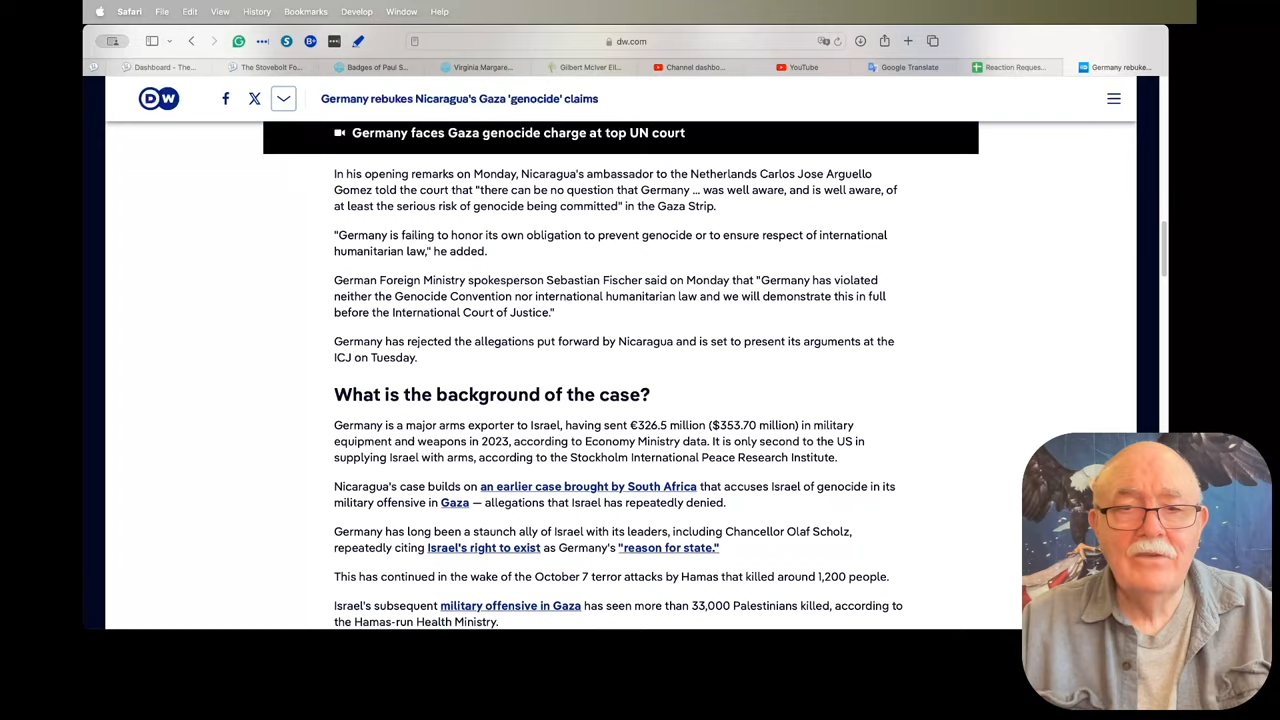 Safari File Edit View History Bookmarks Develop Window Help
dw.com
Dashboard - The...
The Stovebolt Fo...
Badges of Paul S...
Virginia Margare...
Gilbert McIver Ell...
Channel dashbo...
YouTube
Google Translate
Reaction Reques...
Germany rebuke...
DW
Germany rebukes Nicaragua's Gaza 'genocide' claims
Germany faces Gaza genocide charge at top UN court
In his opening remarks on Monday, Nicaragua's ambassador to the Netherlands Carlos Jose Arguello
Gomez told the court that "there can be no question that Germany ... was well aware, and is well aware, of
at least the serious risk of genocide being committed" in the Gaza Strip.
"Germany is failing to honor its own obligation to prevent genocide or to ensure respect of international
humanitarian law," he added.
German Foreign Ministry spokesperson Sebastian Fischer said on Monday that "Germany has violated
neither the Genocide Convention nor international humanitarian law and we will demonstrate this in full
before the International Court of Justice."
Germany has rejected the allegations put forward by Nicaragua and is set to present its arguments at the
ICJ on Tuesday.
What is the background of the case?
Germany is a major arms exporter to Israel, having sent €326.5 million ($353.70 million) in military
equipment and weapons in 2023, according to Economy Ministry data. It is only second to the US in
supplying Israel with arms, according to the Stockholm International Peace Research Institute.
Nicaragua's case builds on an earlier case brought by South Africa that accuses Israel of genocide in its
military offensive in Gaza — allegations that Israel has repeatedly denied.
Germany has long been a staunch ally of Israel with its leaders, including Chancellor Olaf Scholz,
repeatedly citing Israel's right to exist as Germany's "reason for state."
This has continued in the wake of the October 7 terror attacks by Hamas that killed around 1,200 people.
Israel's subsequent military offensive in Gaza has seen more than 33,000 Palestinians killed, according to
the Hamas-run Health Ministry.